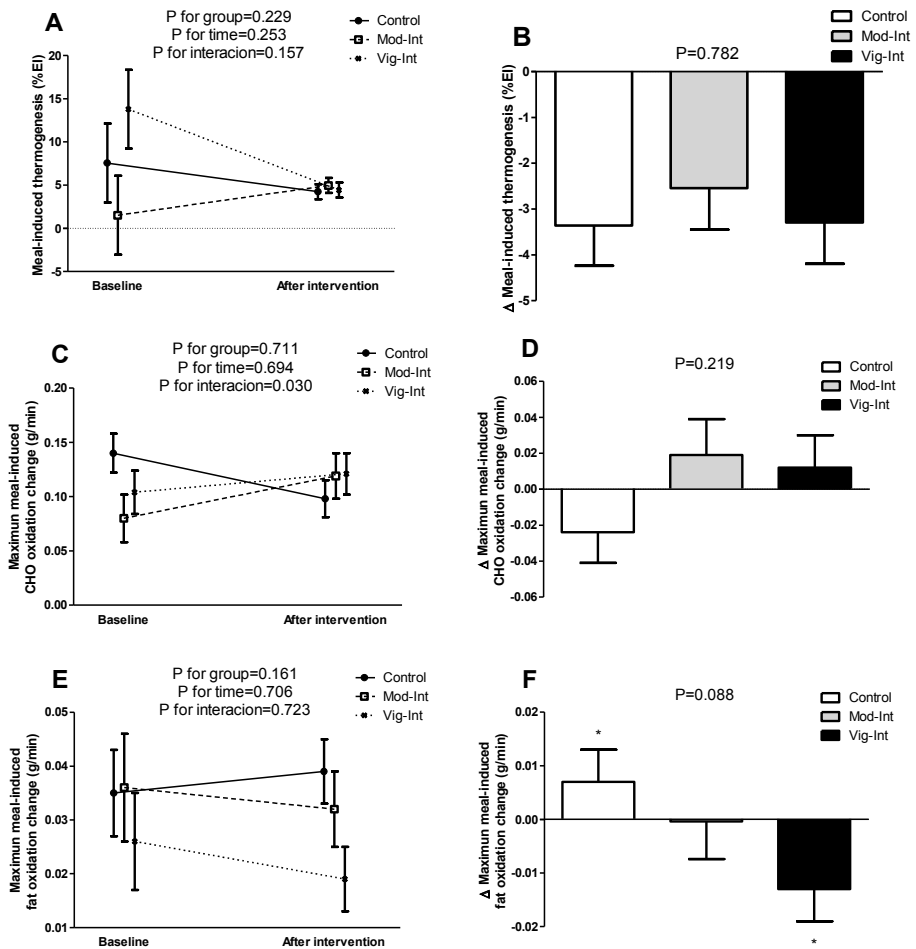 A
P for group=0.229
P for time=0.253
P for interacion=0.157
Control
Mod-Int
Vig-Int
Meal-induced thermogenesis (%EI)
20
15
10
5
0
-5
Baseline
After intervention
B
P=0.782
Control
Mod-Int
Vig-Int
Δ Meal-induced thermogenesis (%EI)
0
-1
-2
-3
-4
-5
C
P for group=0.711
P for time=0.694
P for interacion=0.030
Control
Mod-Int
Vig-Int
Maximun meal-induced
CHO oxidation change (g/min)
0.20
0.15
0.10
0.05
0.00
Baseline
After intervention
D
P=0.219
Control
Mod-Int
Vig-Int
Δ Maximum meal-induced
CHO oxidation change (g/min)
0.06
0.04
0.02
0.00
-0.02
-0.04
-0.06
E
P for group=0.161
P for time=0.706
P for interacion=0.723
Control
Mod-Int
Vig-Int
Maximun meal-induced
fat oxidation change (g/min)
0.05
0.04
0.03
0.02
0.01
Baseline
After intervention
F
P=0.088
Control
Mod-Int
Vig-Int
Δ Maximum meal-induced
fat oxidation change (g/min)
0.02
0.01
0.00
-0.01
-0.02
*
*